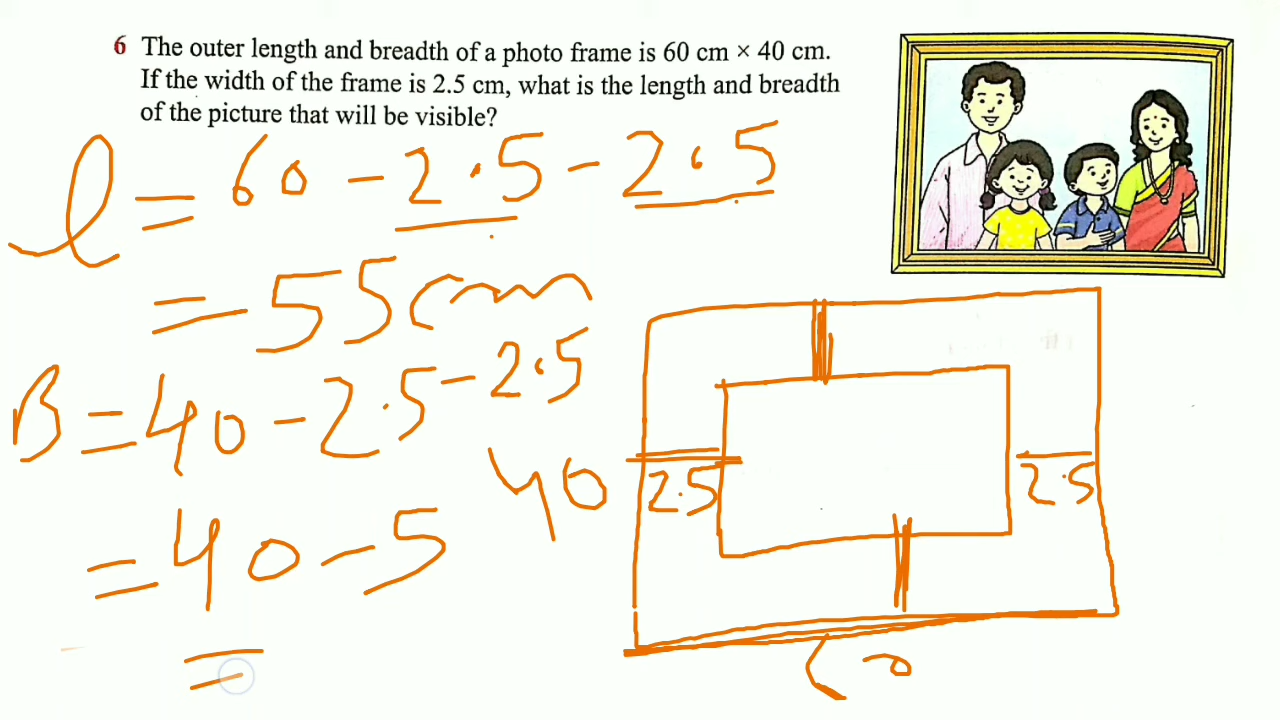 6 The outer length and breadth of a photo frame is 60 cm × 40 cm.
If the width of the frame is 2.5 cm, what is the length and breadth
of the picture that will be visible?
l = 60 - 2.5 - 2.5
= 55 cm
B = 40 - 2.5 - 2.5
= 40 - 5
=
40
2.5
2.5
60